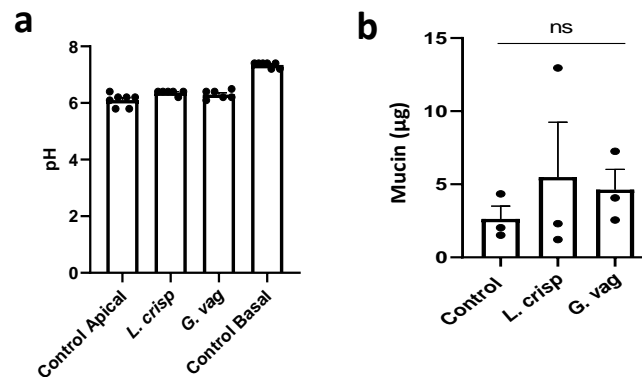 a
pH
8
6
4
2
0
Control Apical
L. crisp
G. vag
Control Basal
b
ns
Mucin (µg)
15
10
5
0
Control
L. crisp
G. vag